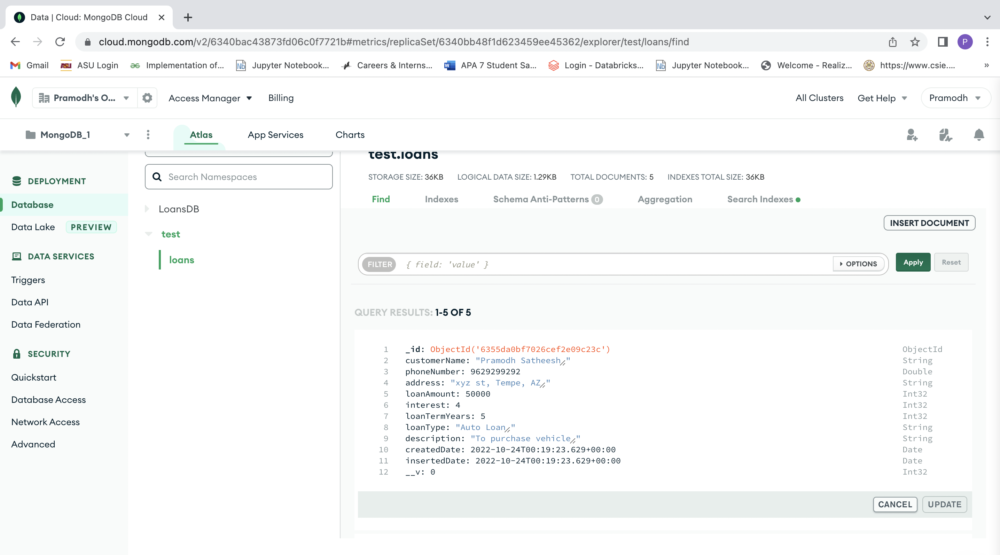 Data | Cloud: MongoDB Cloud
cloud.mongodb.com/v2/6340bac43873fd06c0f7721b#metrics/replicaSet/6340bb48f1d623459ee45362/explorer/test/loans/find
P
Gmail
ASU Login
Implementation of...
Jupyter Notebook...
Careers & Interns...
APA 7 Student Sa...
Login - Databricks...
Jupyter Notebook...
Welcome - Realiz...
https://www.csie....
»
Pramodh's O...
Access Manager
Billing
All Clusters
Get Help
Pramodh
MongoDB_1
Atlas
App Services
Charts
DEPLOYMENT
Database
Data Lake PREVIEW
DATA SERVICES
Triggers
Data API
Data Federation
SECURITY
Quickstart
Database Access
Network Access
Advanced
Search Namespaces
LoansDB
test
loans
test.loans
STORAGE SIZE: 36KB LOGICAL DATA SIZE: 1.29KB TOTAL DOCUMENTS: 5 INDEXES TOTAL SIZE: 36KB
Find Indexes Schema Anti-Patterns 0 Aggregation Search Indexes
INSERT DOCUMENT
FILTER { field: 'value' } OPTIONS Apply Reset
QUERY RESULTS: 1-5 OF 5
1 _id: ObjectId('6355da0bf7026cef2e09c23c') ObjectId
2 customerName: "Pramodh Satheesh" String
3 phoneNumber: 9629299292 Double
4 address: "xyz st, Tempe, AZ" String
5 loanAmount: 50000 Int32
6 interest: 4 Int32
7 loanTermYears: 5 Int32
8 loanType: "Auto Loan" String
9 description: "To purchase vehicle" String
10 createdDate: 2022-10-24T00:19:23.629+00:00 Date
11 insertedDate: 2022-10-24T00:19:23.629+00:00 Date
12 __v: 0 Int32
CANCEL UPDATE